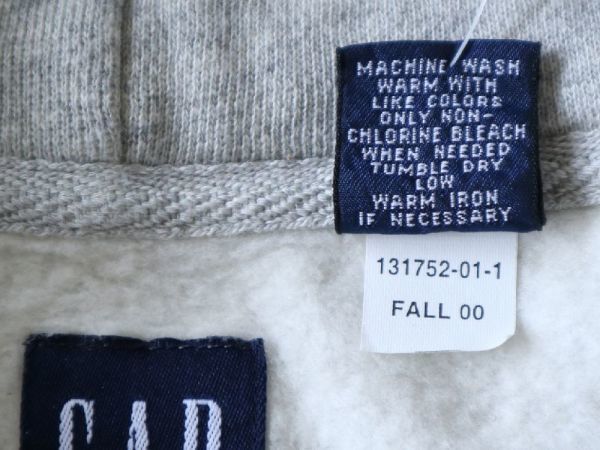 MACHINE WASH
WARM WITH
LIKE COLORS
ONLY NON-
CHLORINE BLEACH
WHEN NEEDED
TUMBLE DRY
LOW
WARM IRON
IF NECESSARY
131752-01-1
FALL 00
GAP